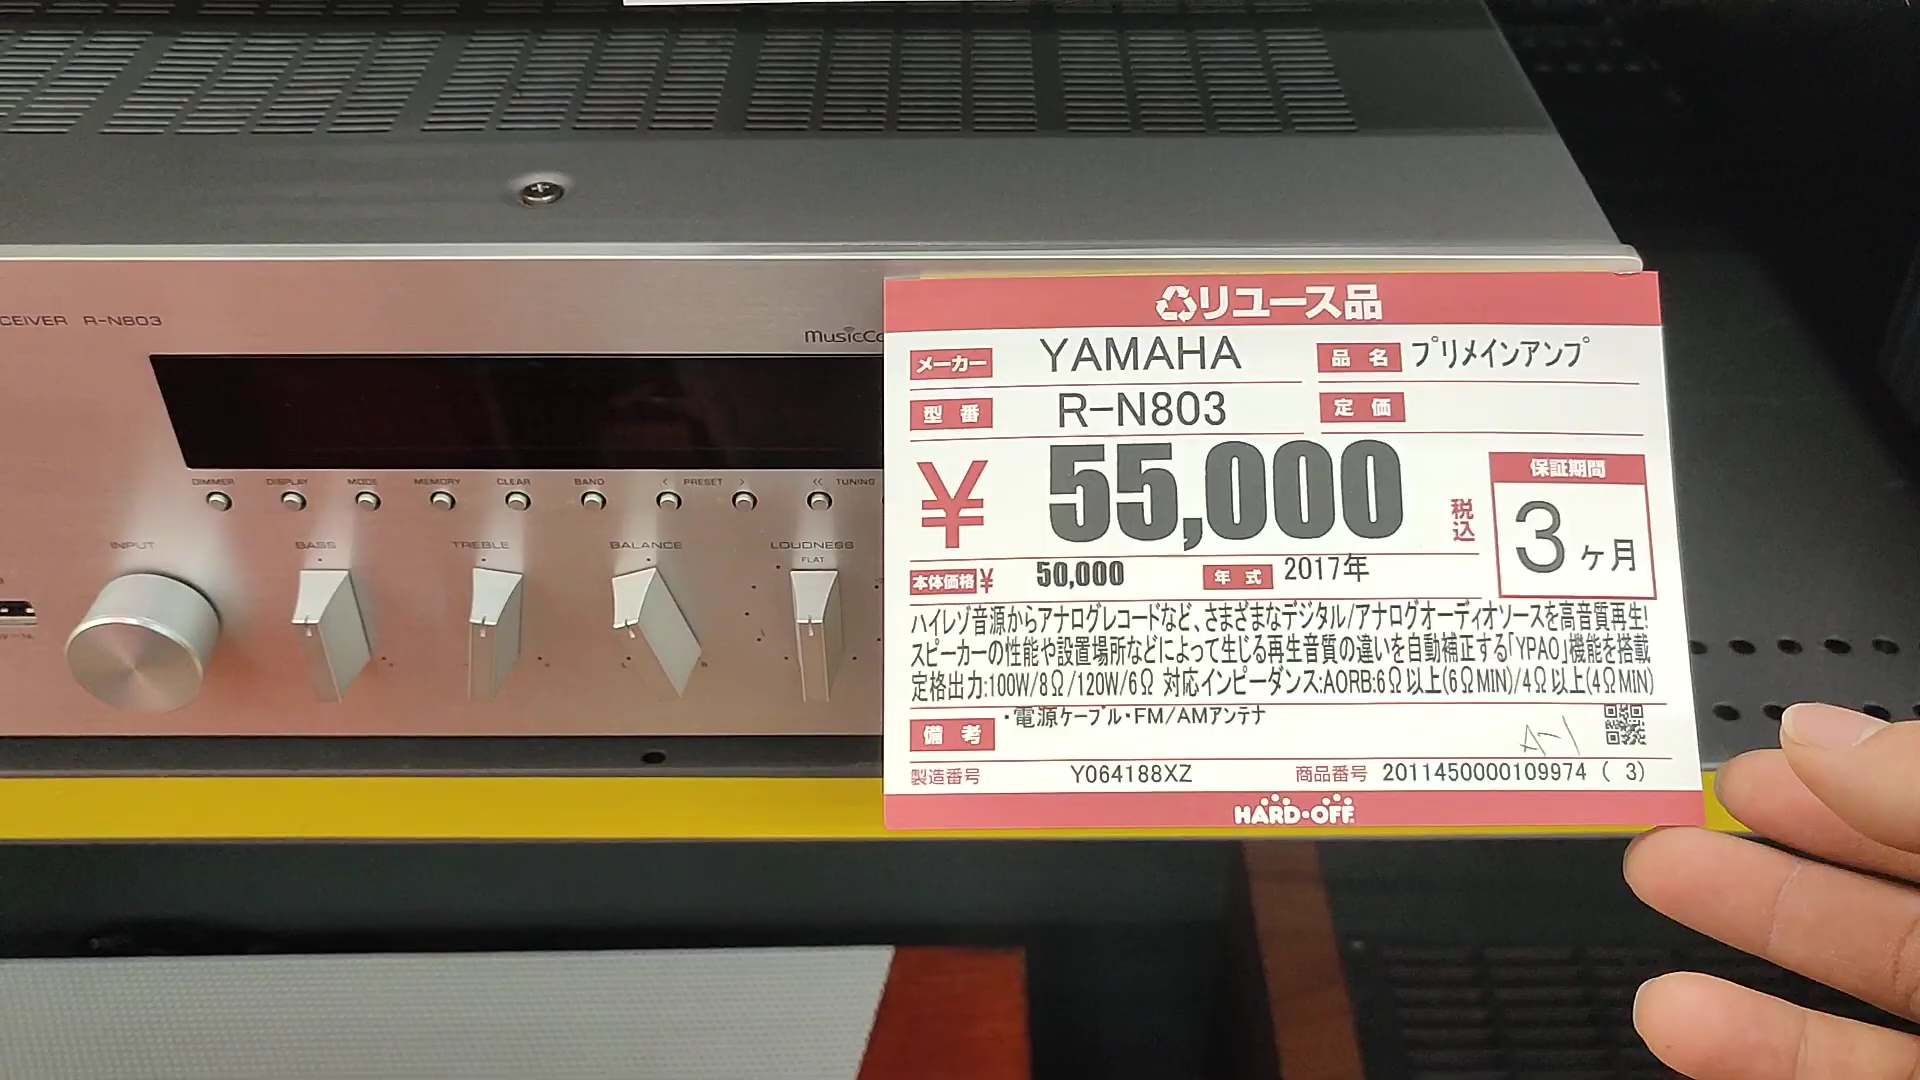 CEIVER R-N803
MusicCa
DIMMER DISPLAY MODE MEMORY CLEAR BAND < PRESET > << TUNING
INPUT BASS TREBLE BALANCE LOUDNESS
FLAT
L R
リユース品
メーカー YAMAHA 品名 プリメインアンプ
型番 R-N803 定価
¥ 55,000 税込
保証期間
3ヶ月
本体価格¥ 50,000 年式 2017年
ハイレゾ音源からアナログレコードなど、さまざまなデジタル/アナログオーディオソースを高音質再生!
スピーカーの性能や設置場所などによって生じる再生音質の違いを自動補正する「YPAO」機能を搭載
定格出力:100W/8Ω/120W/6Ω 対応インピーダンス:AORB:6Ω以上(6ΩMIN)/4Ω以上(4ΩMIN)
備考 ・電源ケーブル・FM/AMアンテナ
製造番号 Y064188XZ 商品番号 2011450000109974 ( 3)
HARD・OFF